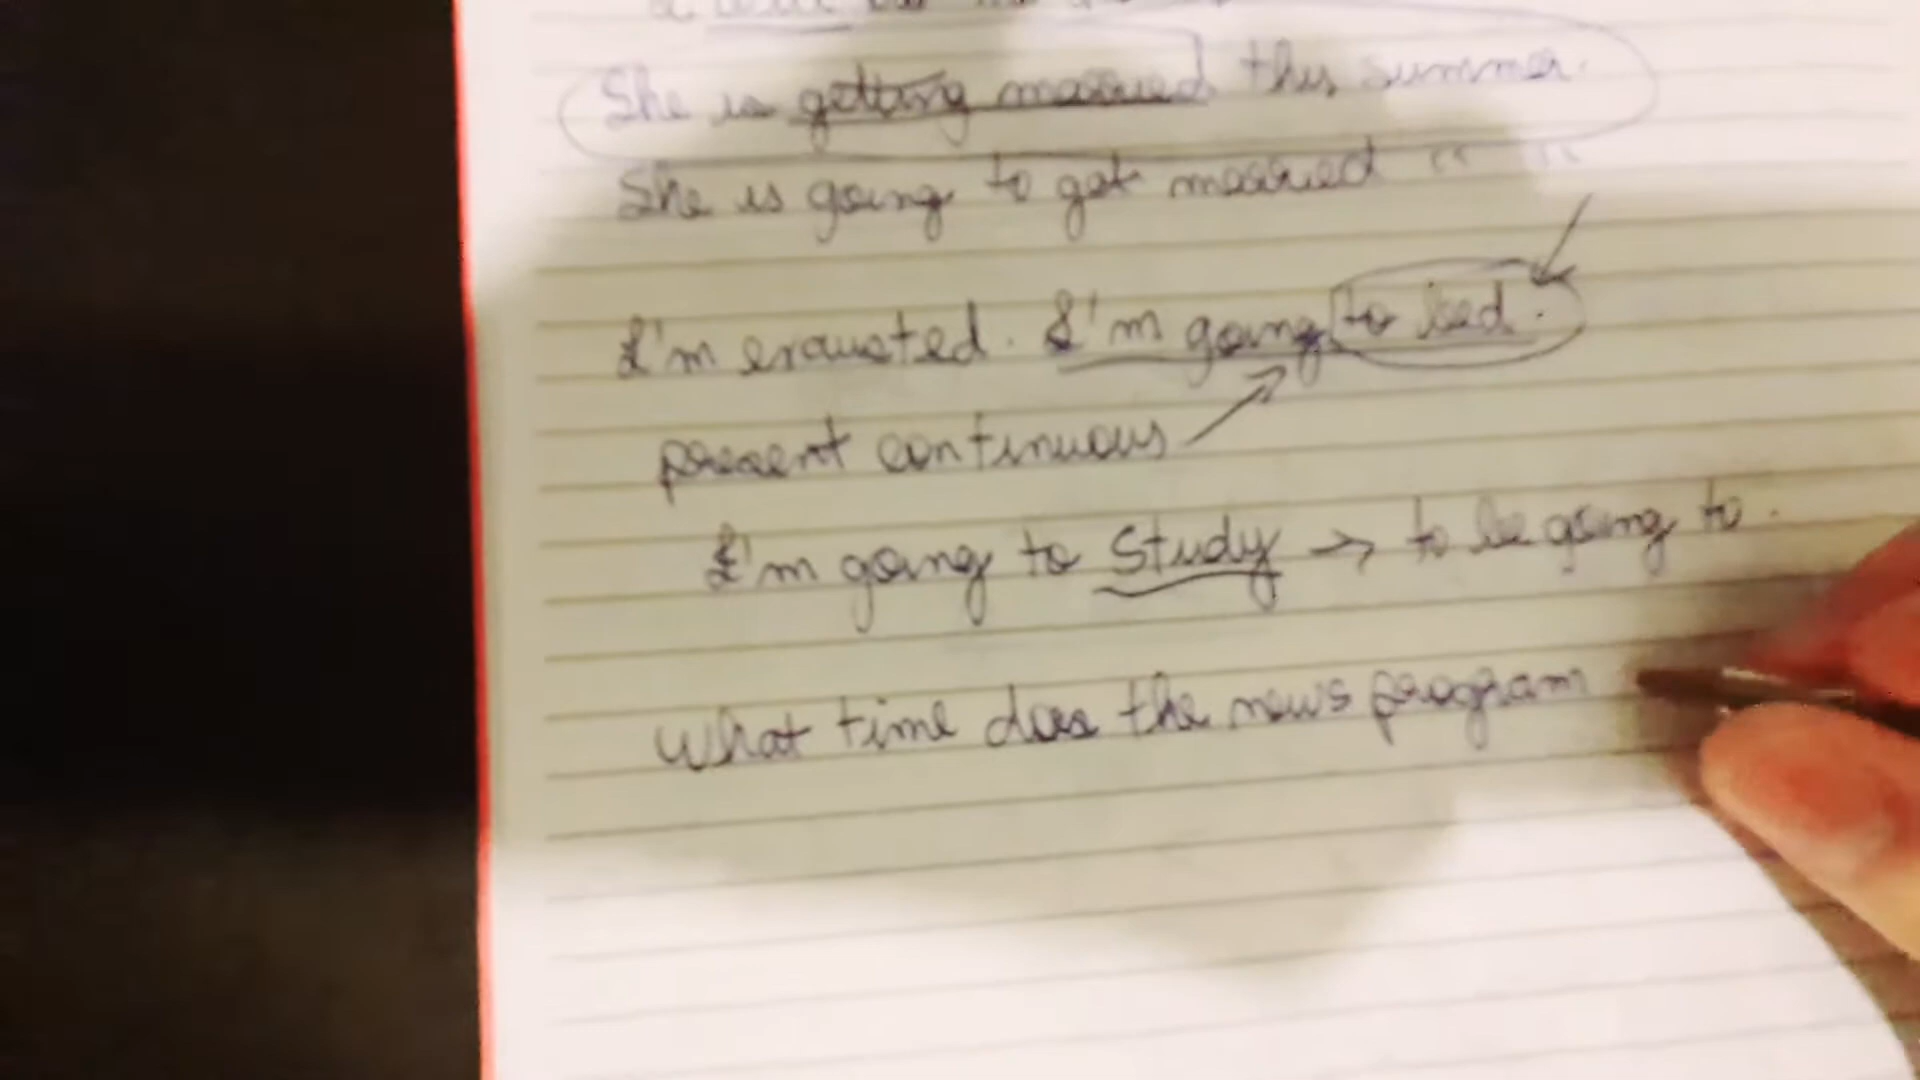 She is getting married this summer.
She is going to get married " "
I'm exausted. I'm going to bed.
present continuous
I'm going to study → to be going to.
What time does the news program